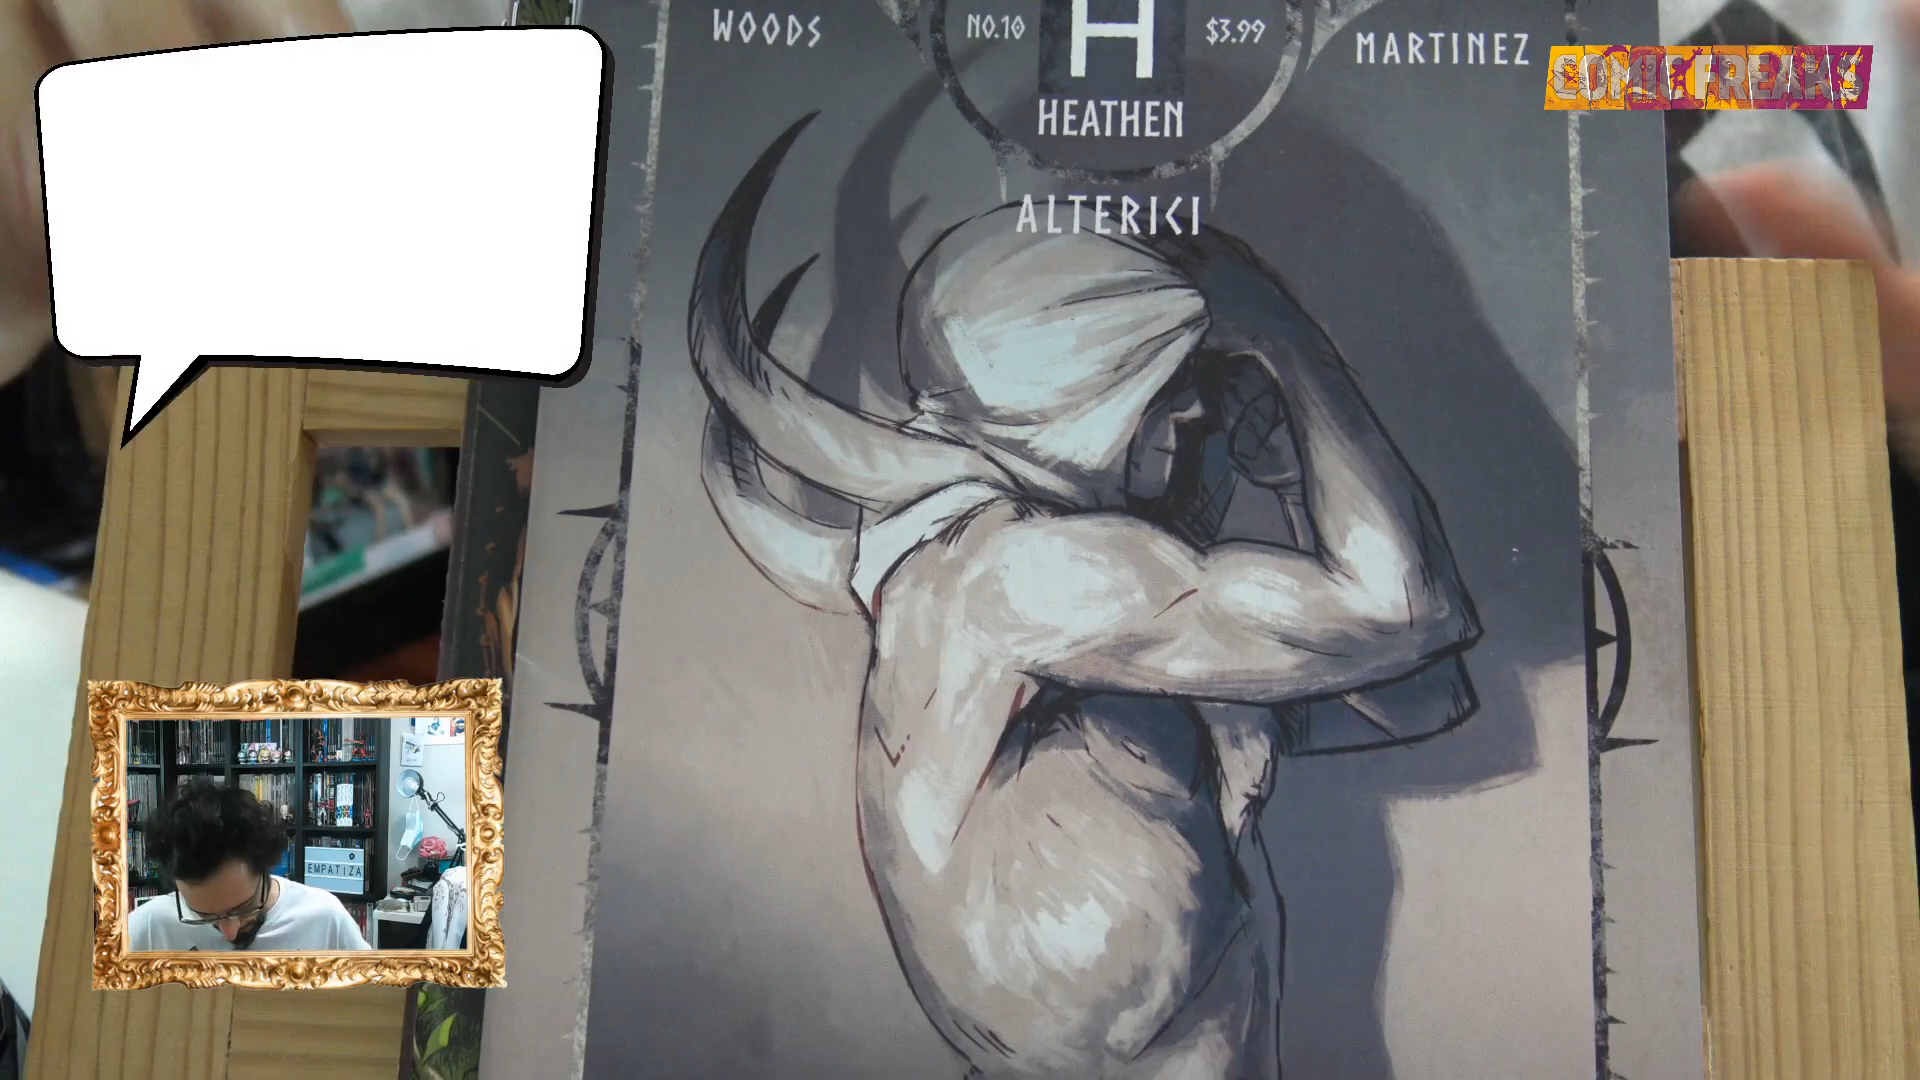 WOODS
NO.10
H
$3.99
MARTINEZ
HEATHEN
ALTERICI
COMIC FREAKS
EMPATIZA